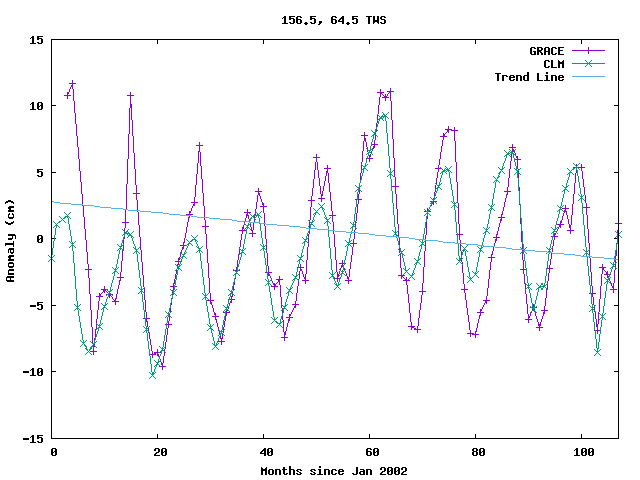 156.5, 64.5 TWS
GRACE
CLM
Trend Line
15
10
5
0
-5
-10
-15
Anomaly (cm)
0 20 40 60 80 100
Months since Jan 2002